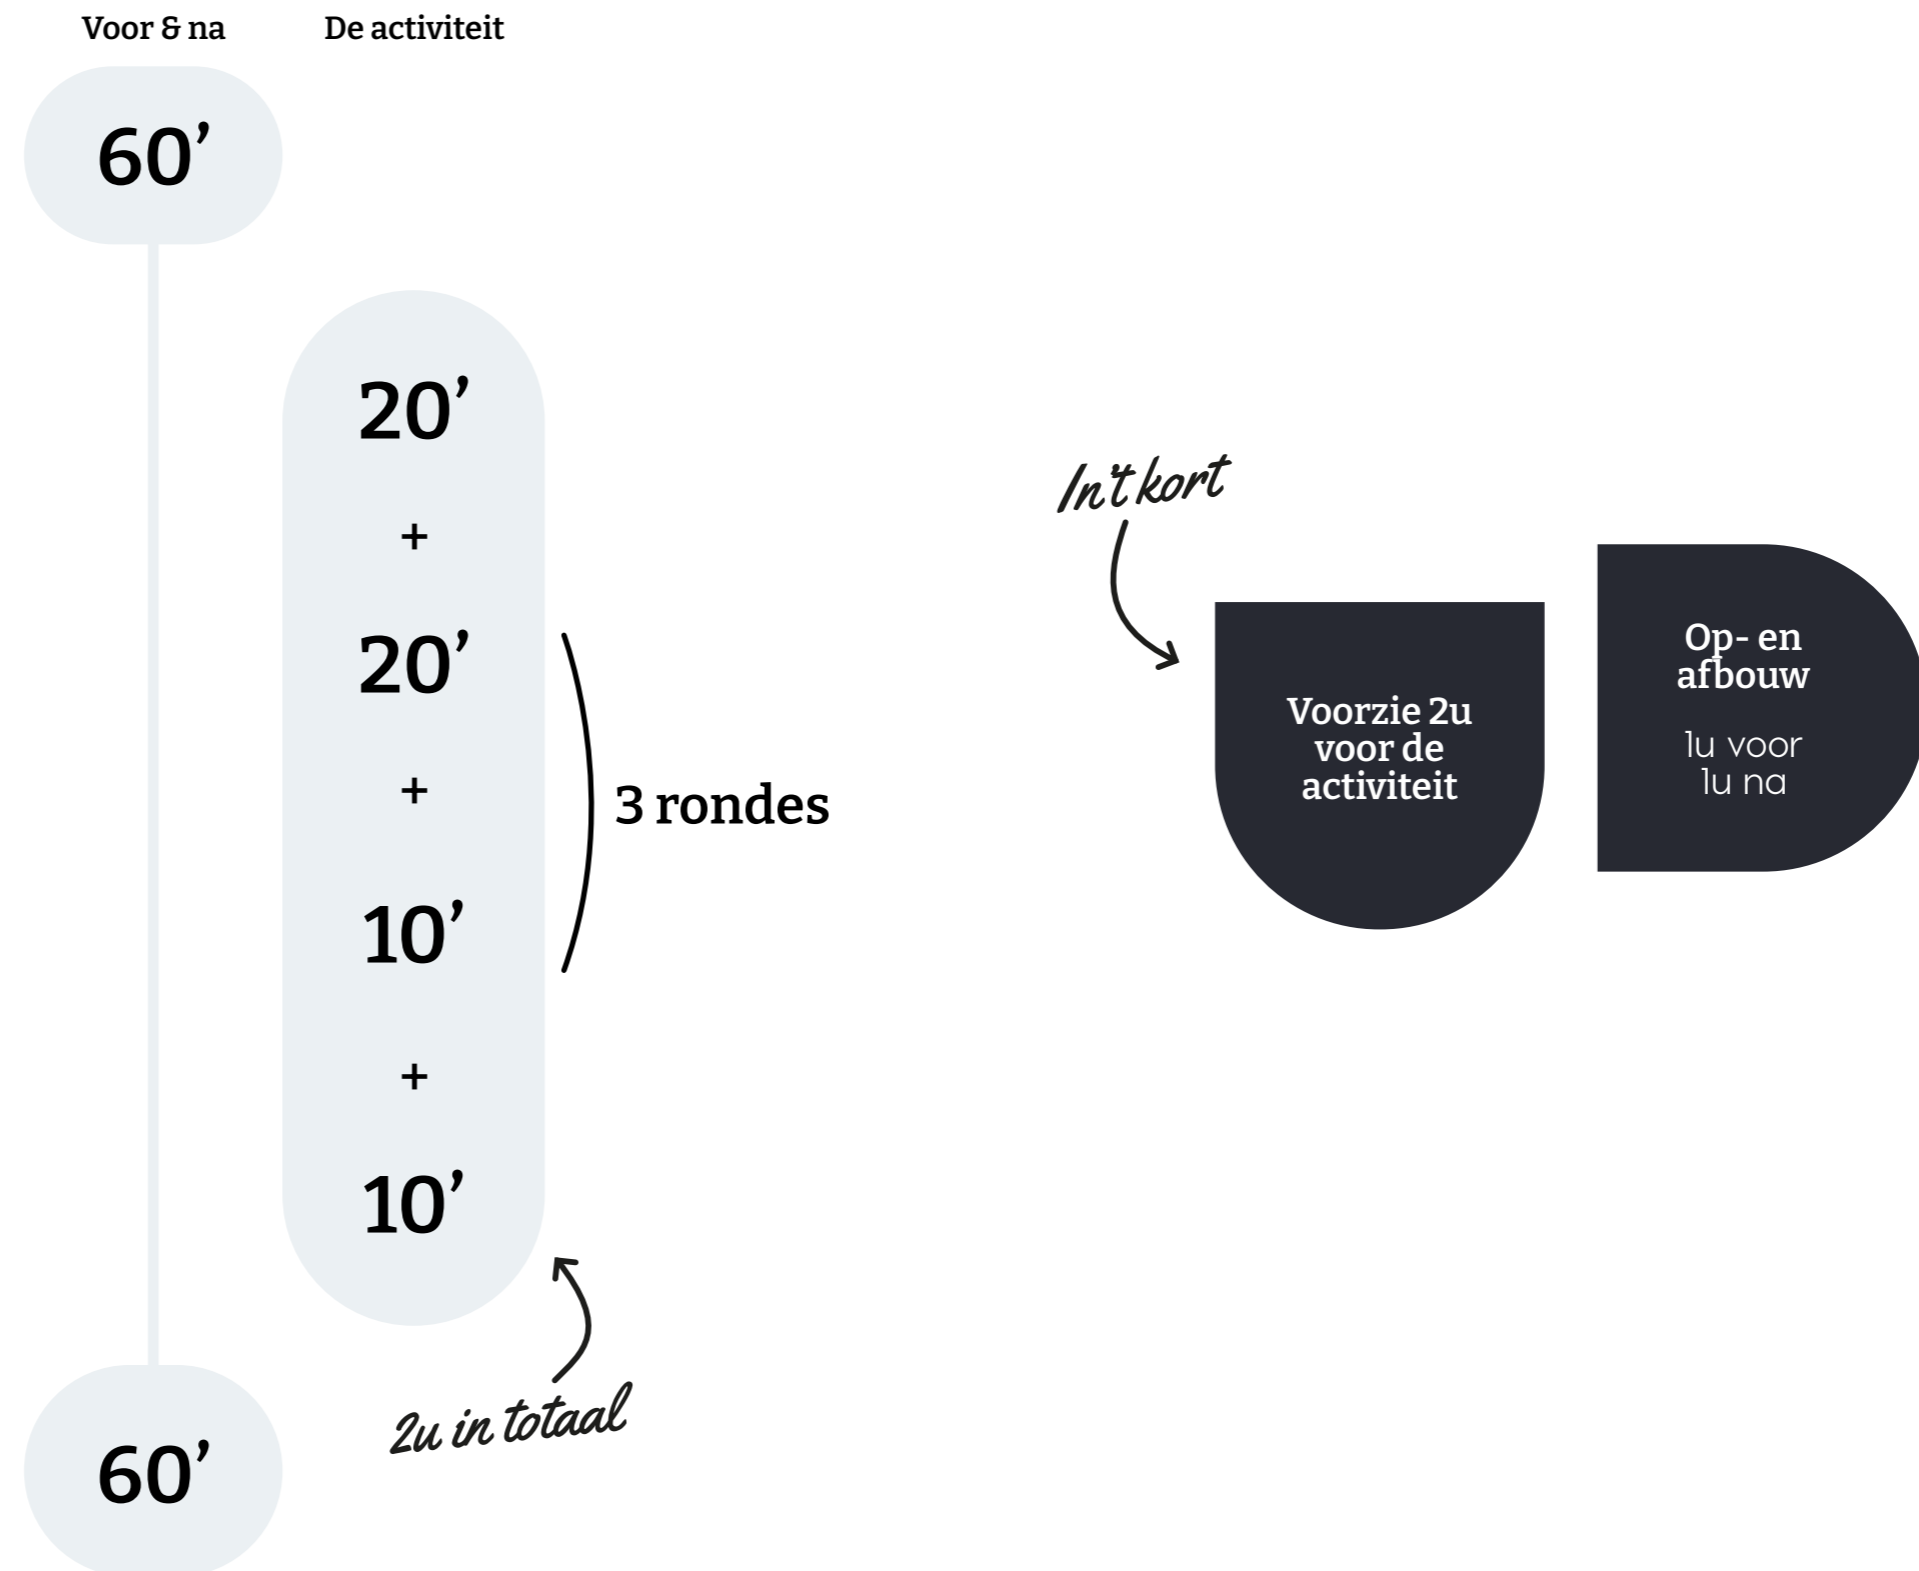 Voor & na
De activiteit
60’
20’
+
20’
+
10’
3 rondes
+
10’
2u in totaal
60’
In’t kort
Voorzie 2u
voor de
activiteit
Op- en
afbouw
1u voor
1u na